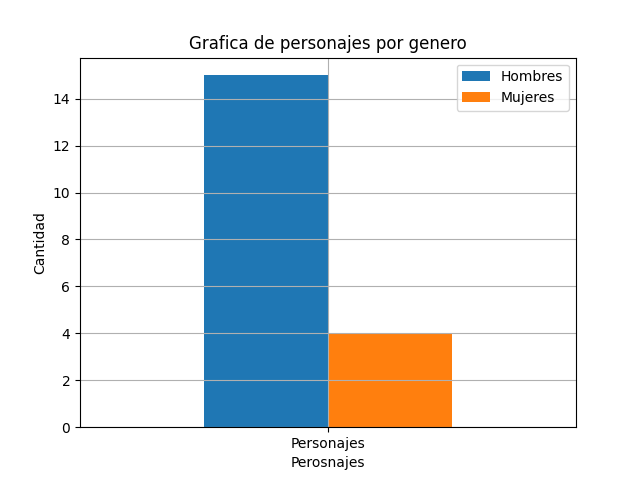 Grafica de personajes por genero
Hombres
Mujeres
14
12
10
8
6
4
2
0
Cantidad
Personajes
Perosnajes